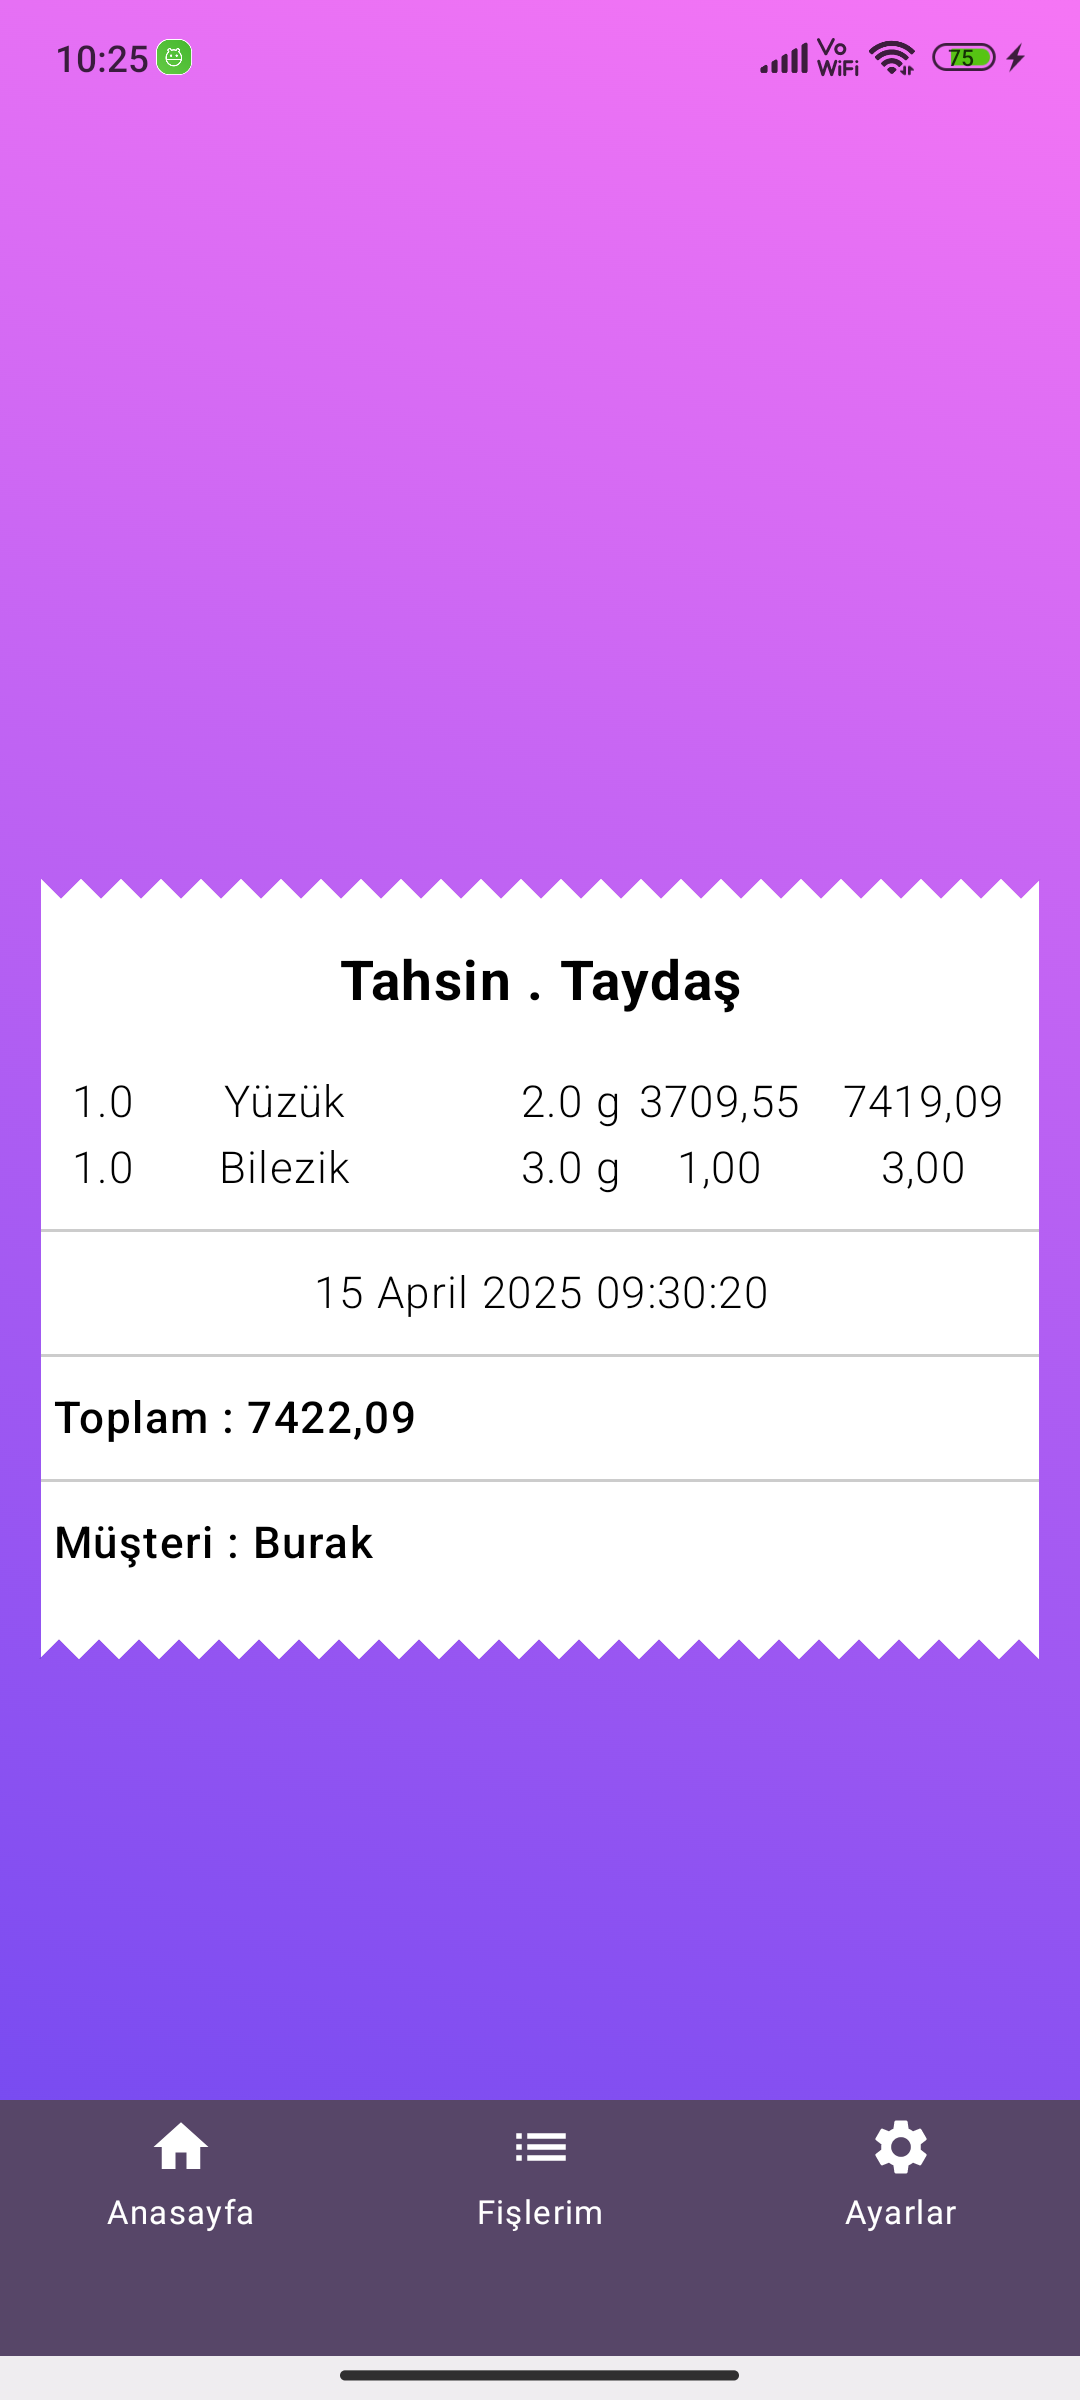 10:25 Vo WiFi 75
Tahsin . Taydaş
1.0 Yüzük 2.0 g 3709,55 7419,09
1.0 Bilezik 3.0 g 1,00 3,00
15 April 2025 09:30:20
Toplam : 7422,09
Müşteri : Burak
Anasayfa Fişlerim Ayarlar